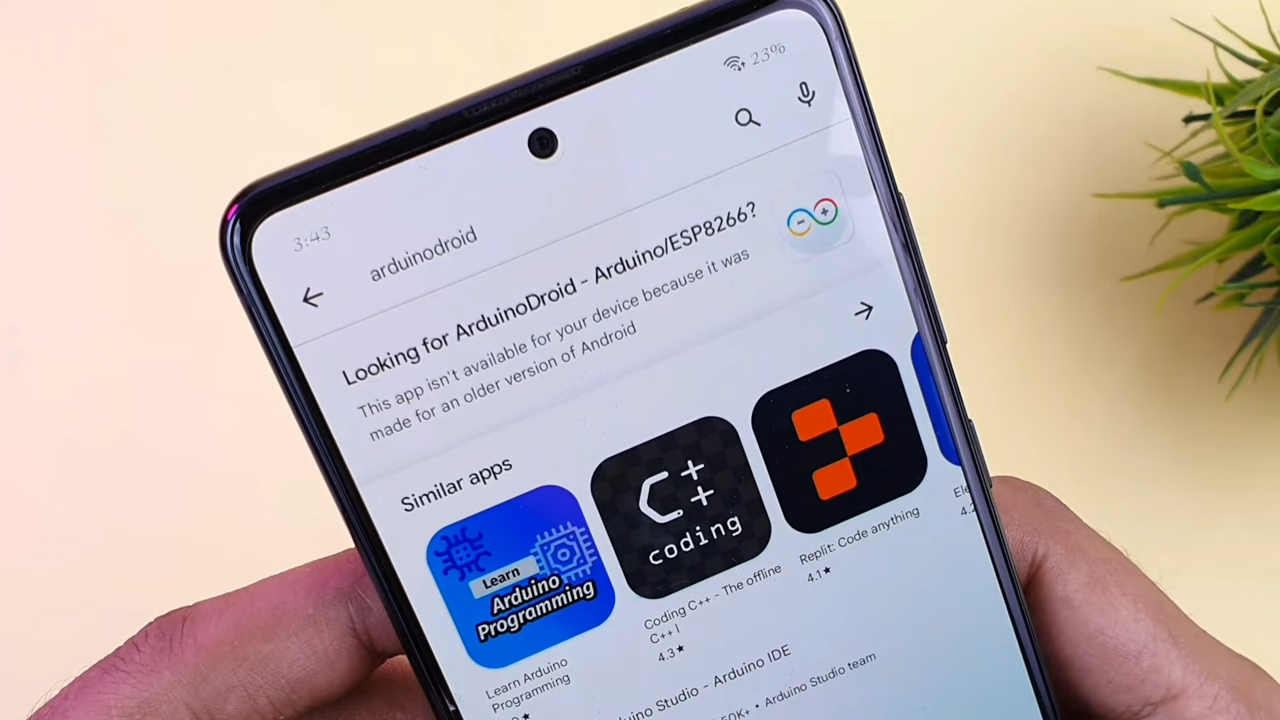 3:43
23%
arduinodroid
Looking for ArduinoDroid - Arduino/ESP8266?
This app isn't available for your device because it was
made for an older version of Android
Similar apps
Learn
Arduino
Programming
C++
coding
Learn Arduino
Programming
Coding C++ - The offline
C++ I
4.3★
Replit: Code anything
4.1★
Studio - Arduino IDE
50K+ • Arduino Studio team